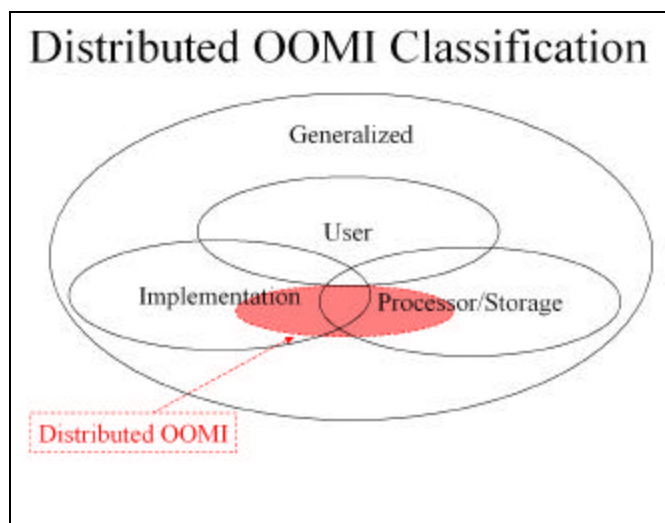 Distributed OOMI Classification
Generalized
User
Implementation
Processor/Storage
Distributed OOMI